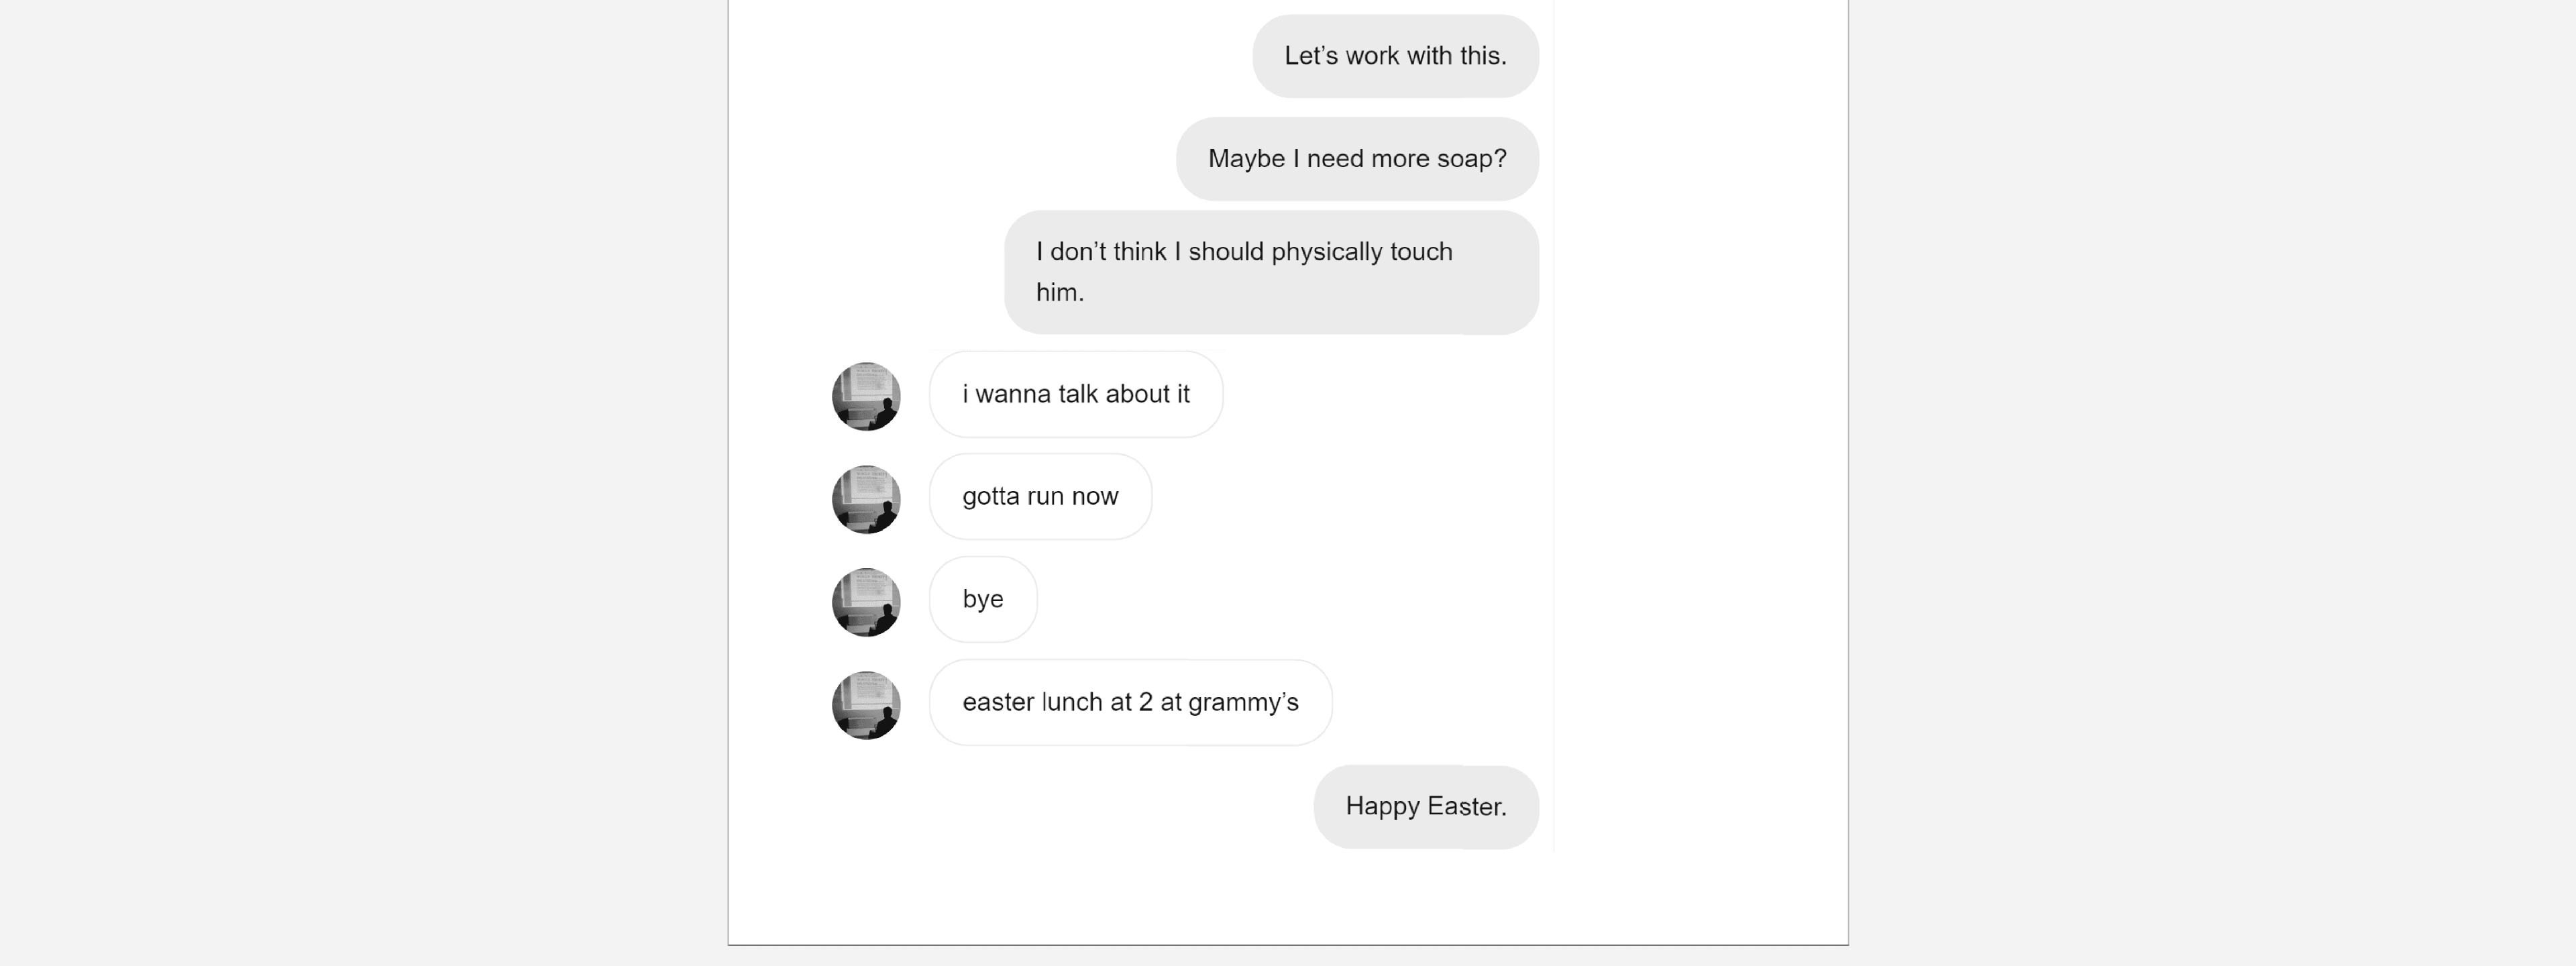 Let’s work with this.
Maybe I need more soap?
I don’t think I should physically touch
him.
i wanna talk about it
gotta run now
bye
easter lunch at 2 at grammy’s
Happy Easter.